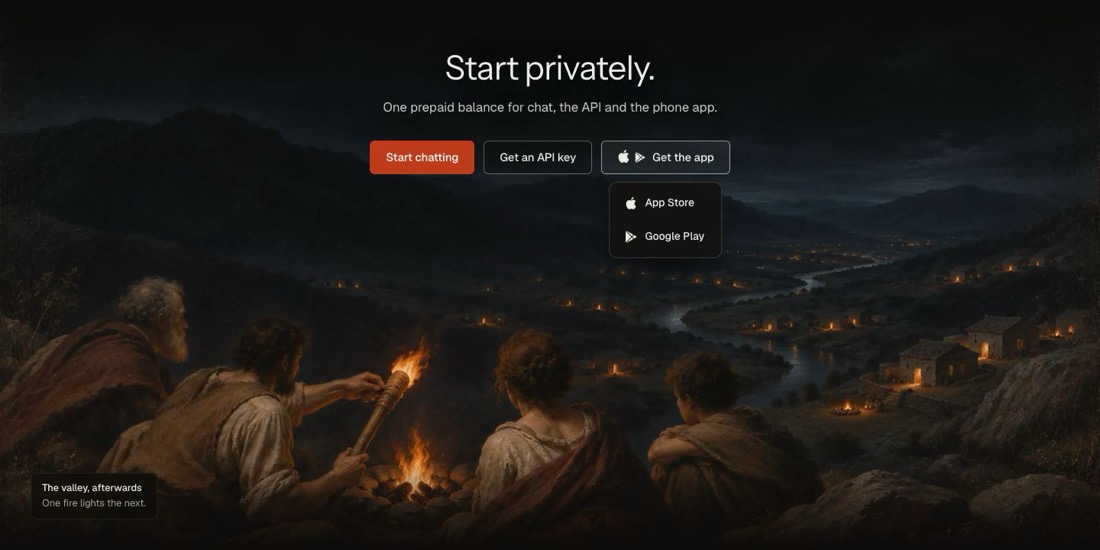 Start privately.
One prepaid balance for chat, the API and the phone app.
Start chatting
Get an API key
Get the app
App Store
Google Play
The valley, afterwards
One fire lights the next.